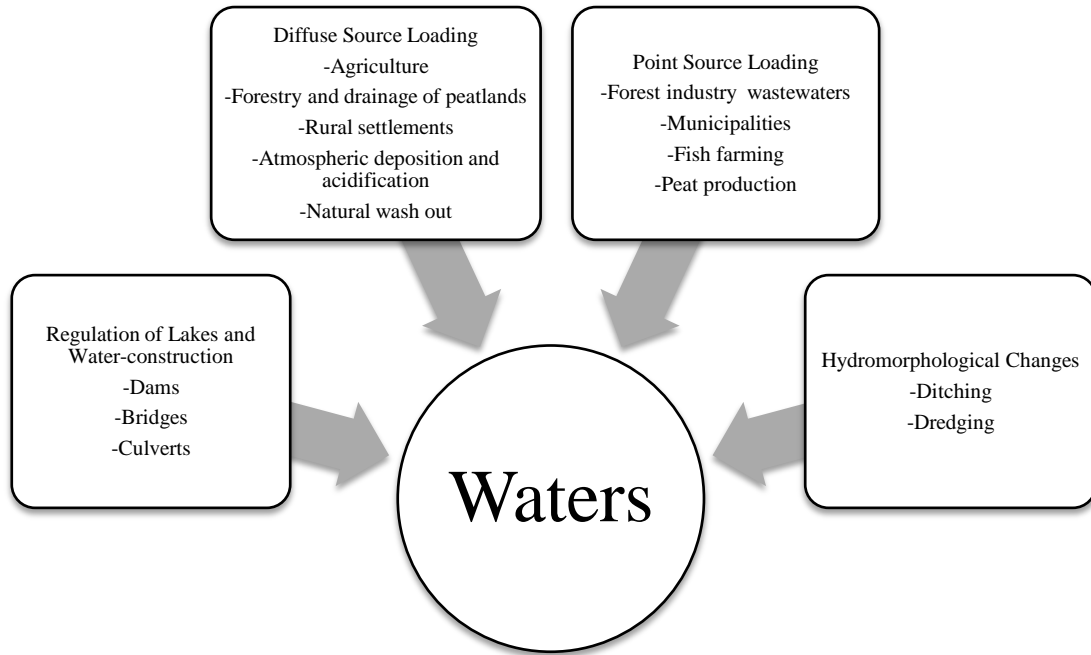 Diffuse Source Loading
-Agriculture
-Forestry and drainage of peatlands
-Rural settlements
-Atmospheric deposition and
acidification
-Natural wash out
Point Source Loading
-Forest industry  wastewaters
-Municipalities
-Fish farming
-Peat production
Regulation of Lakes and
Water-construction
-Dams
-Bridges
-Culverts
Hydromorphological Changes
-Ditching
-Dredging
Waters